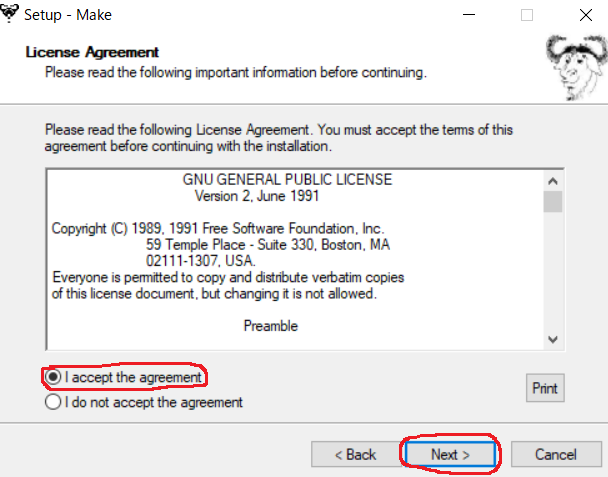 Setup - Make
License Agreement
Please read the following important information before continuing.
Please read the following License Agreement. You must accept the terms of this
agreement before continuing with the installation.
GNU GENERAL PUBLIC LICENSE
Version 2, June 1991
Copyright (C) 1989, 1991 Free Software Foundation, Inc.
59 Temple Place - Suite 330, Boston, MA
02111-1307, USA.
Everyone is permitted to copy and distribute verbatim copies
of this license document, but changing it is not allowed.
Preamble
I accept the agreement
I do not accept the agreement
Print
< Back
Next >
Cancel